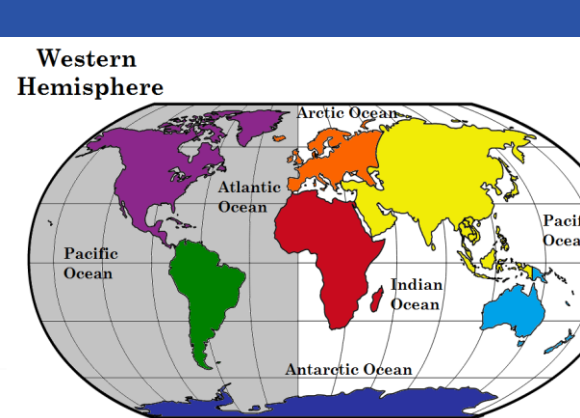 Western
Hemisphere
Arctic Ocean
Atlantic
Ocean
Pacific
Ocean
Indian
Ocean
Antarctic Ocean